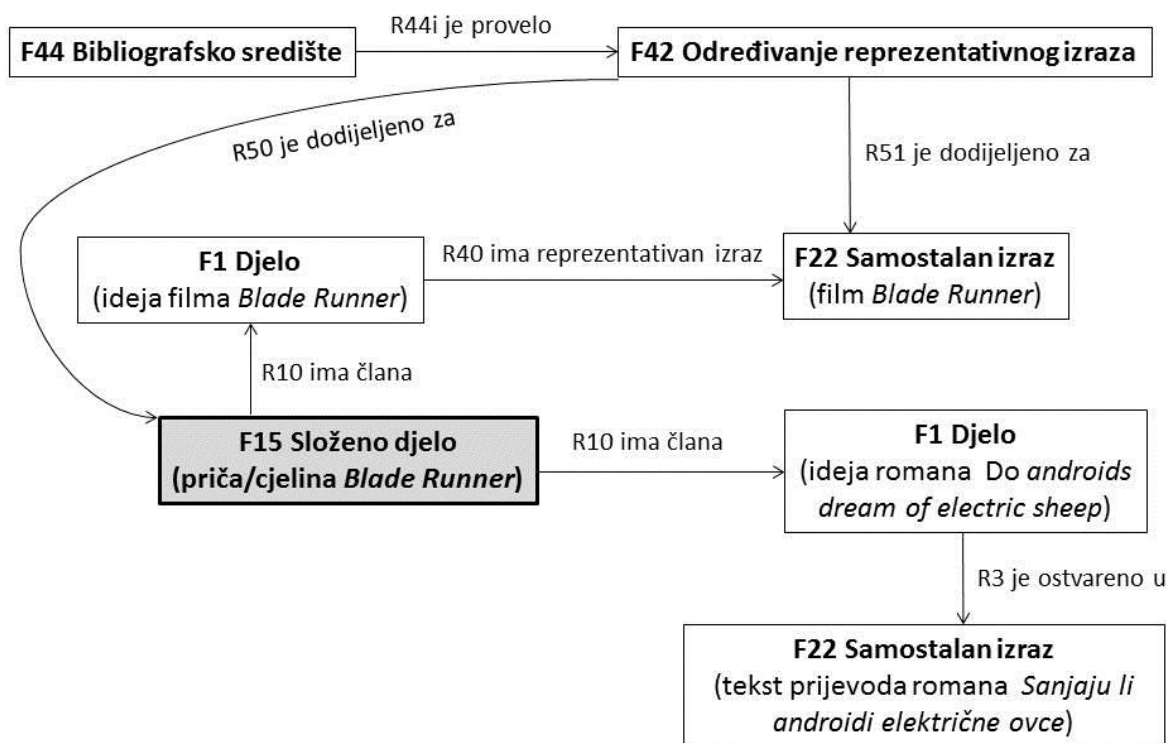 R44i je provelo
F44 Bibliografsko središte
F42 Određivanje reprezentativnog izraza
R50 je dodijeljeno za
R51 je dodijeljeno za
F1 Djelo
(ideja filma Blade Runner)
R40 ima reprezentativan izraz
F22 Samostalan izraz
(film Blade Runner)
R10 ima člana
F15 Složeno djelo
(priča/cjelina Blade Runner)
R10 ima člana
F1 Djelo
(ideja romana Do androids
dream of electric sheep)
R3 je ostvareno u
F22 Samostalan izraz
(tekst prijevoda romana Sanjaju li
androidi električne ovce)